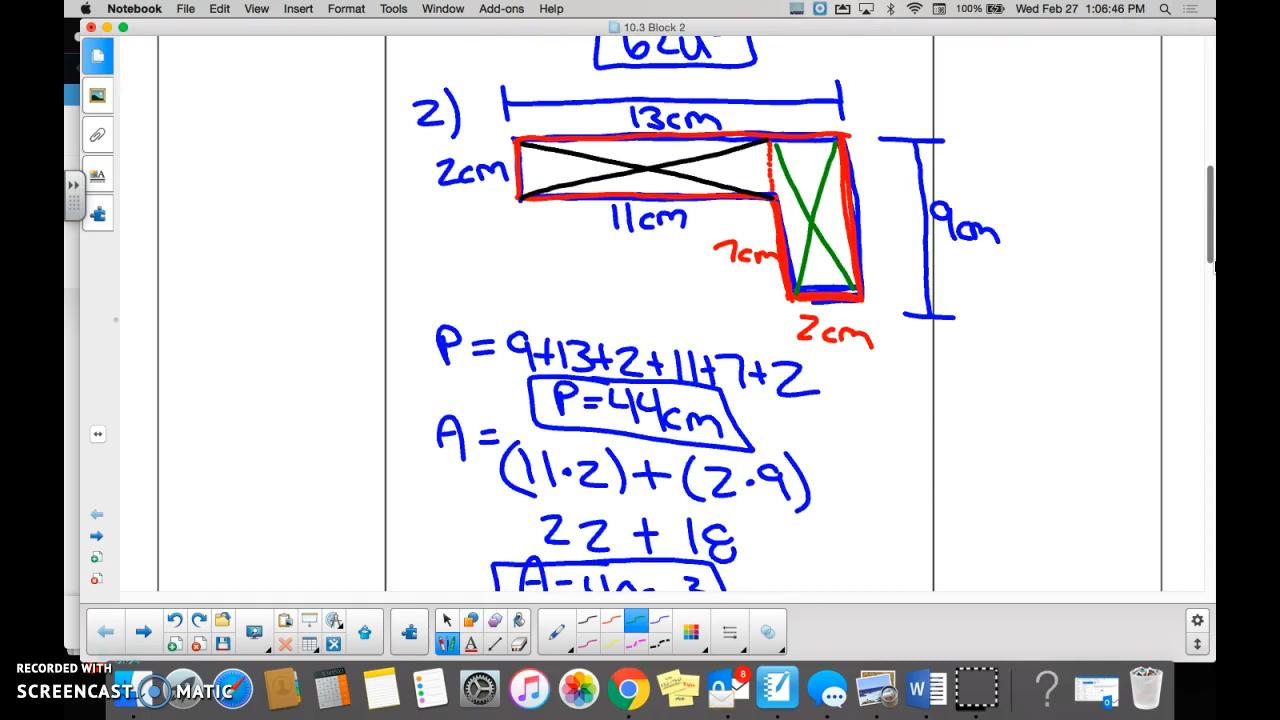 Notebook File Edit View Insert Format Tools Window Add-ons Help 100% Wed Feb 27 1:06:46 PM
10.3 Block 2
2)
13cm
2cm
11cm
7cm
9cm
2cm
P = 9+13+2+11+7+2
P=44cm
A =
(11·2) + (2·9)
22 + 18
8
RECORDED WITH
SCREENCAST MATIC